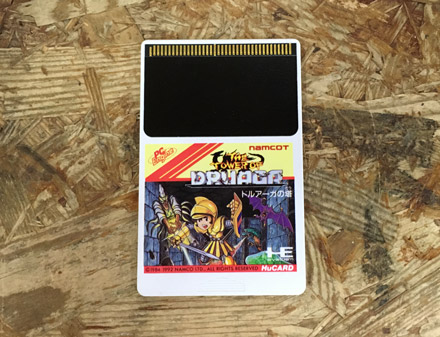 PC Engine
namcot
The
TOWER OF
DRUAGA
ドルアーガの塔
HE
©1984 1992 NAMCO LTD., ALL RIGHTS RESERVED
HuCARD